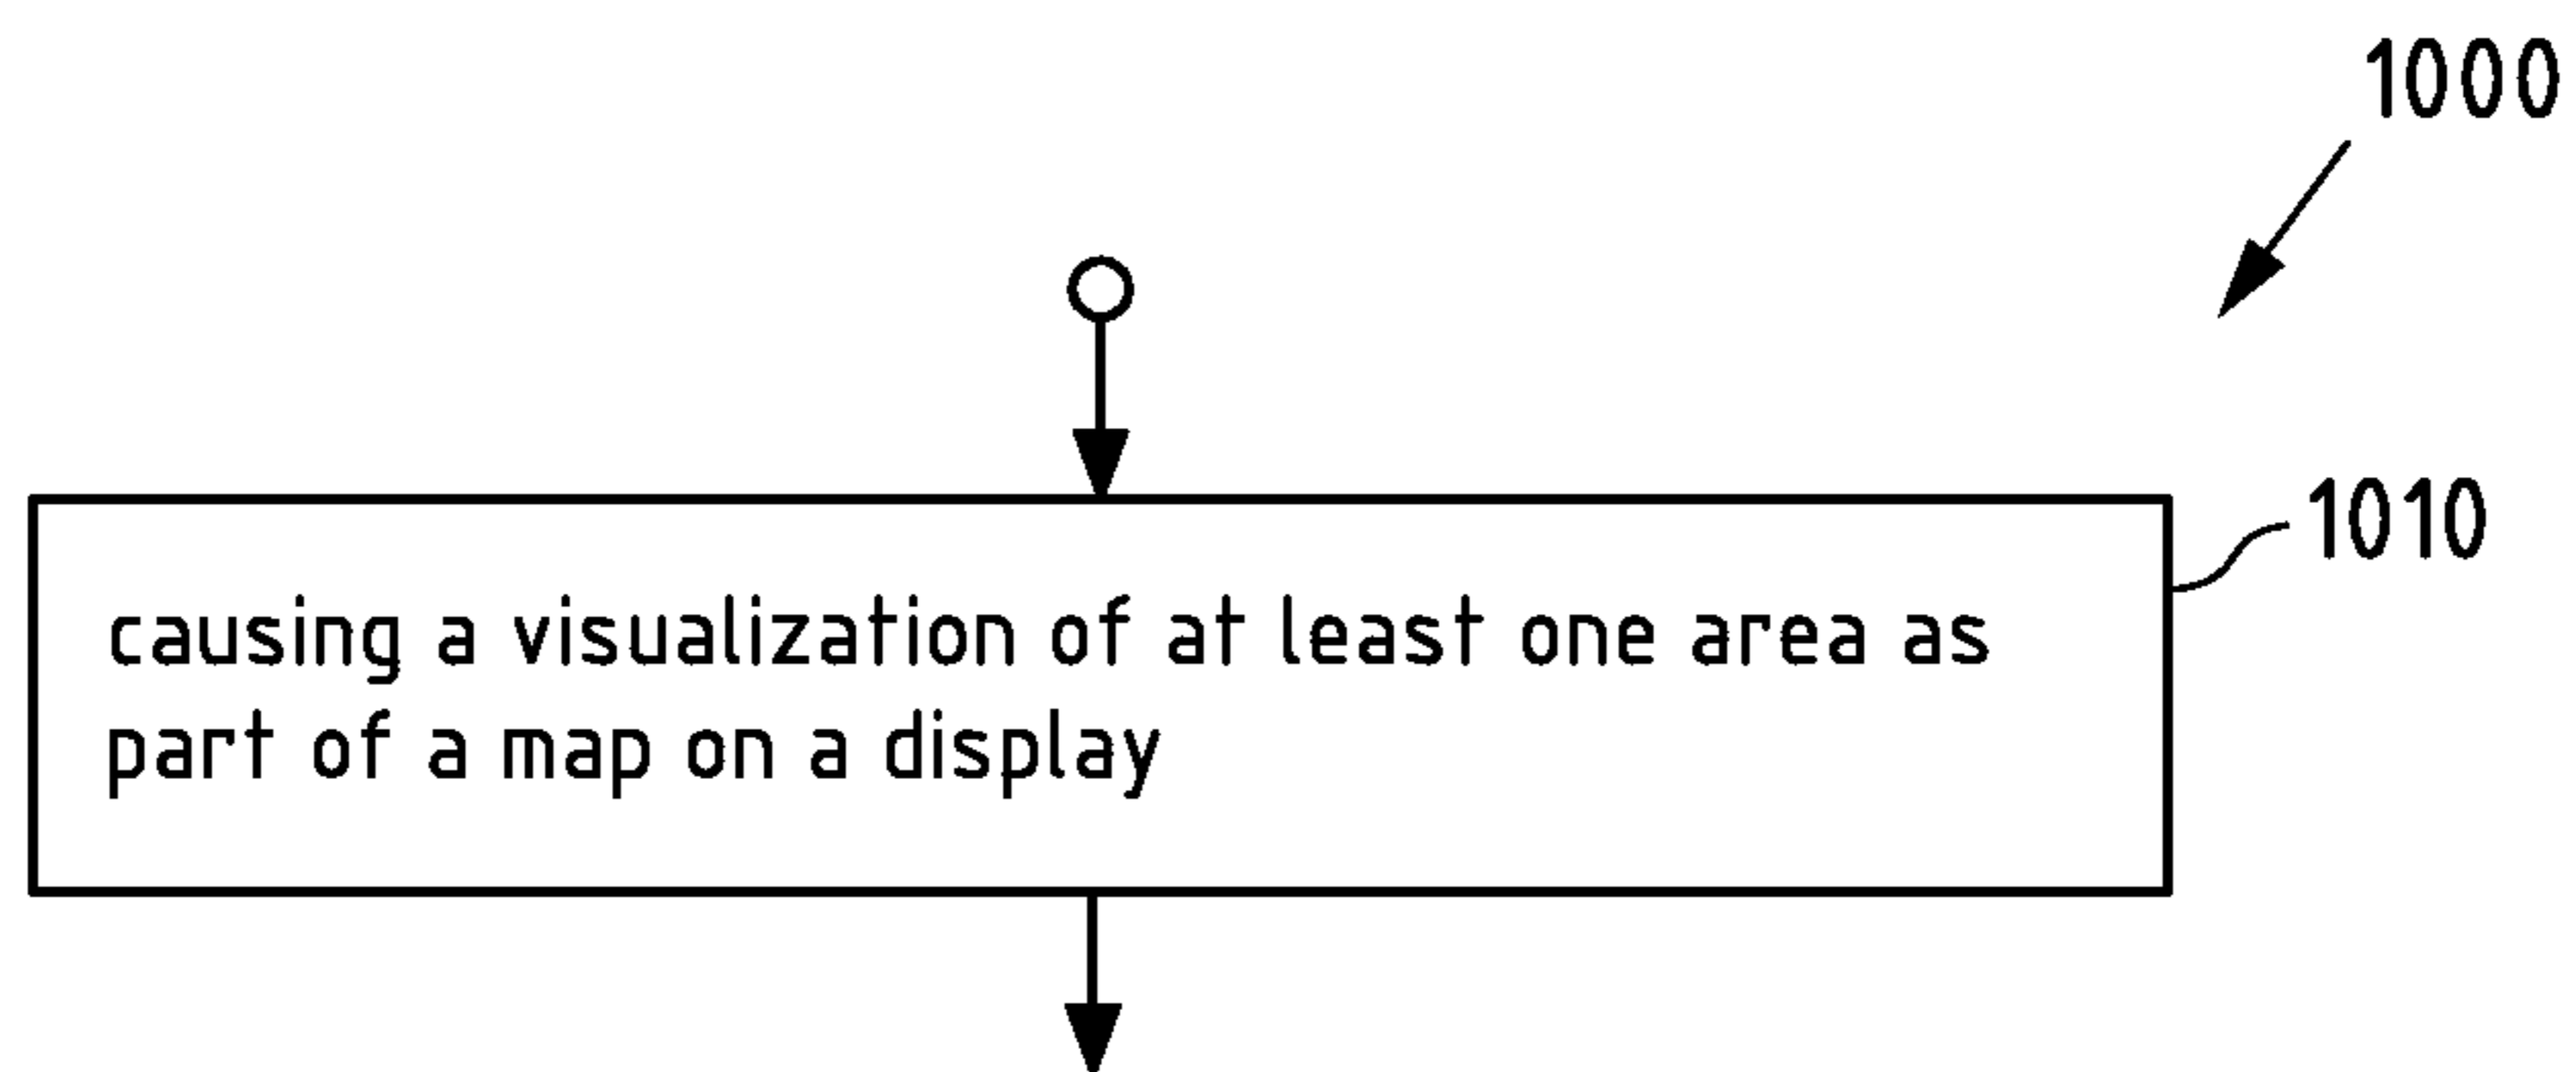 1000
1010
causing a visualization of at least one area as
part of a map on a display